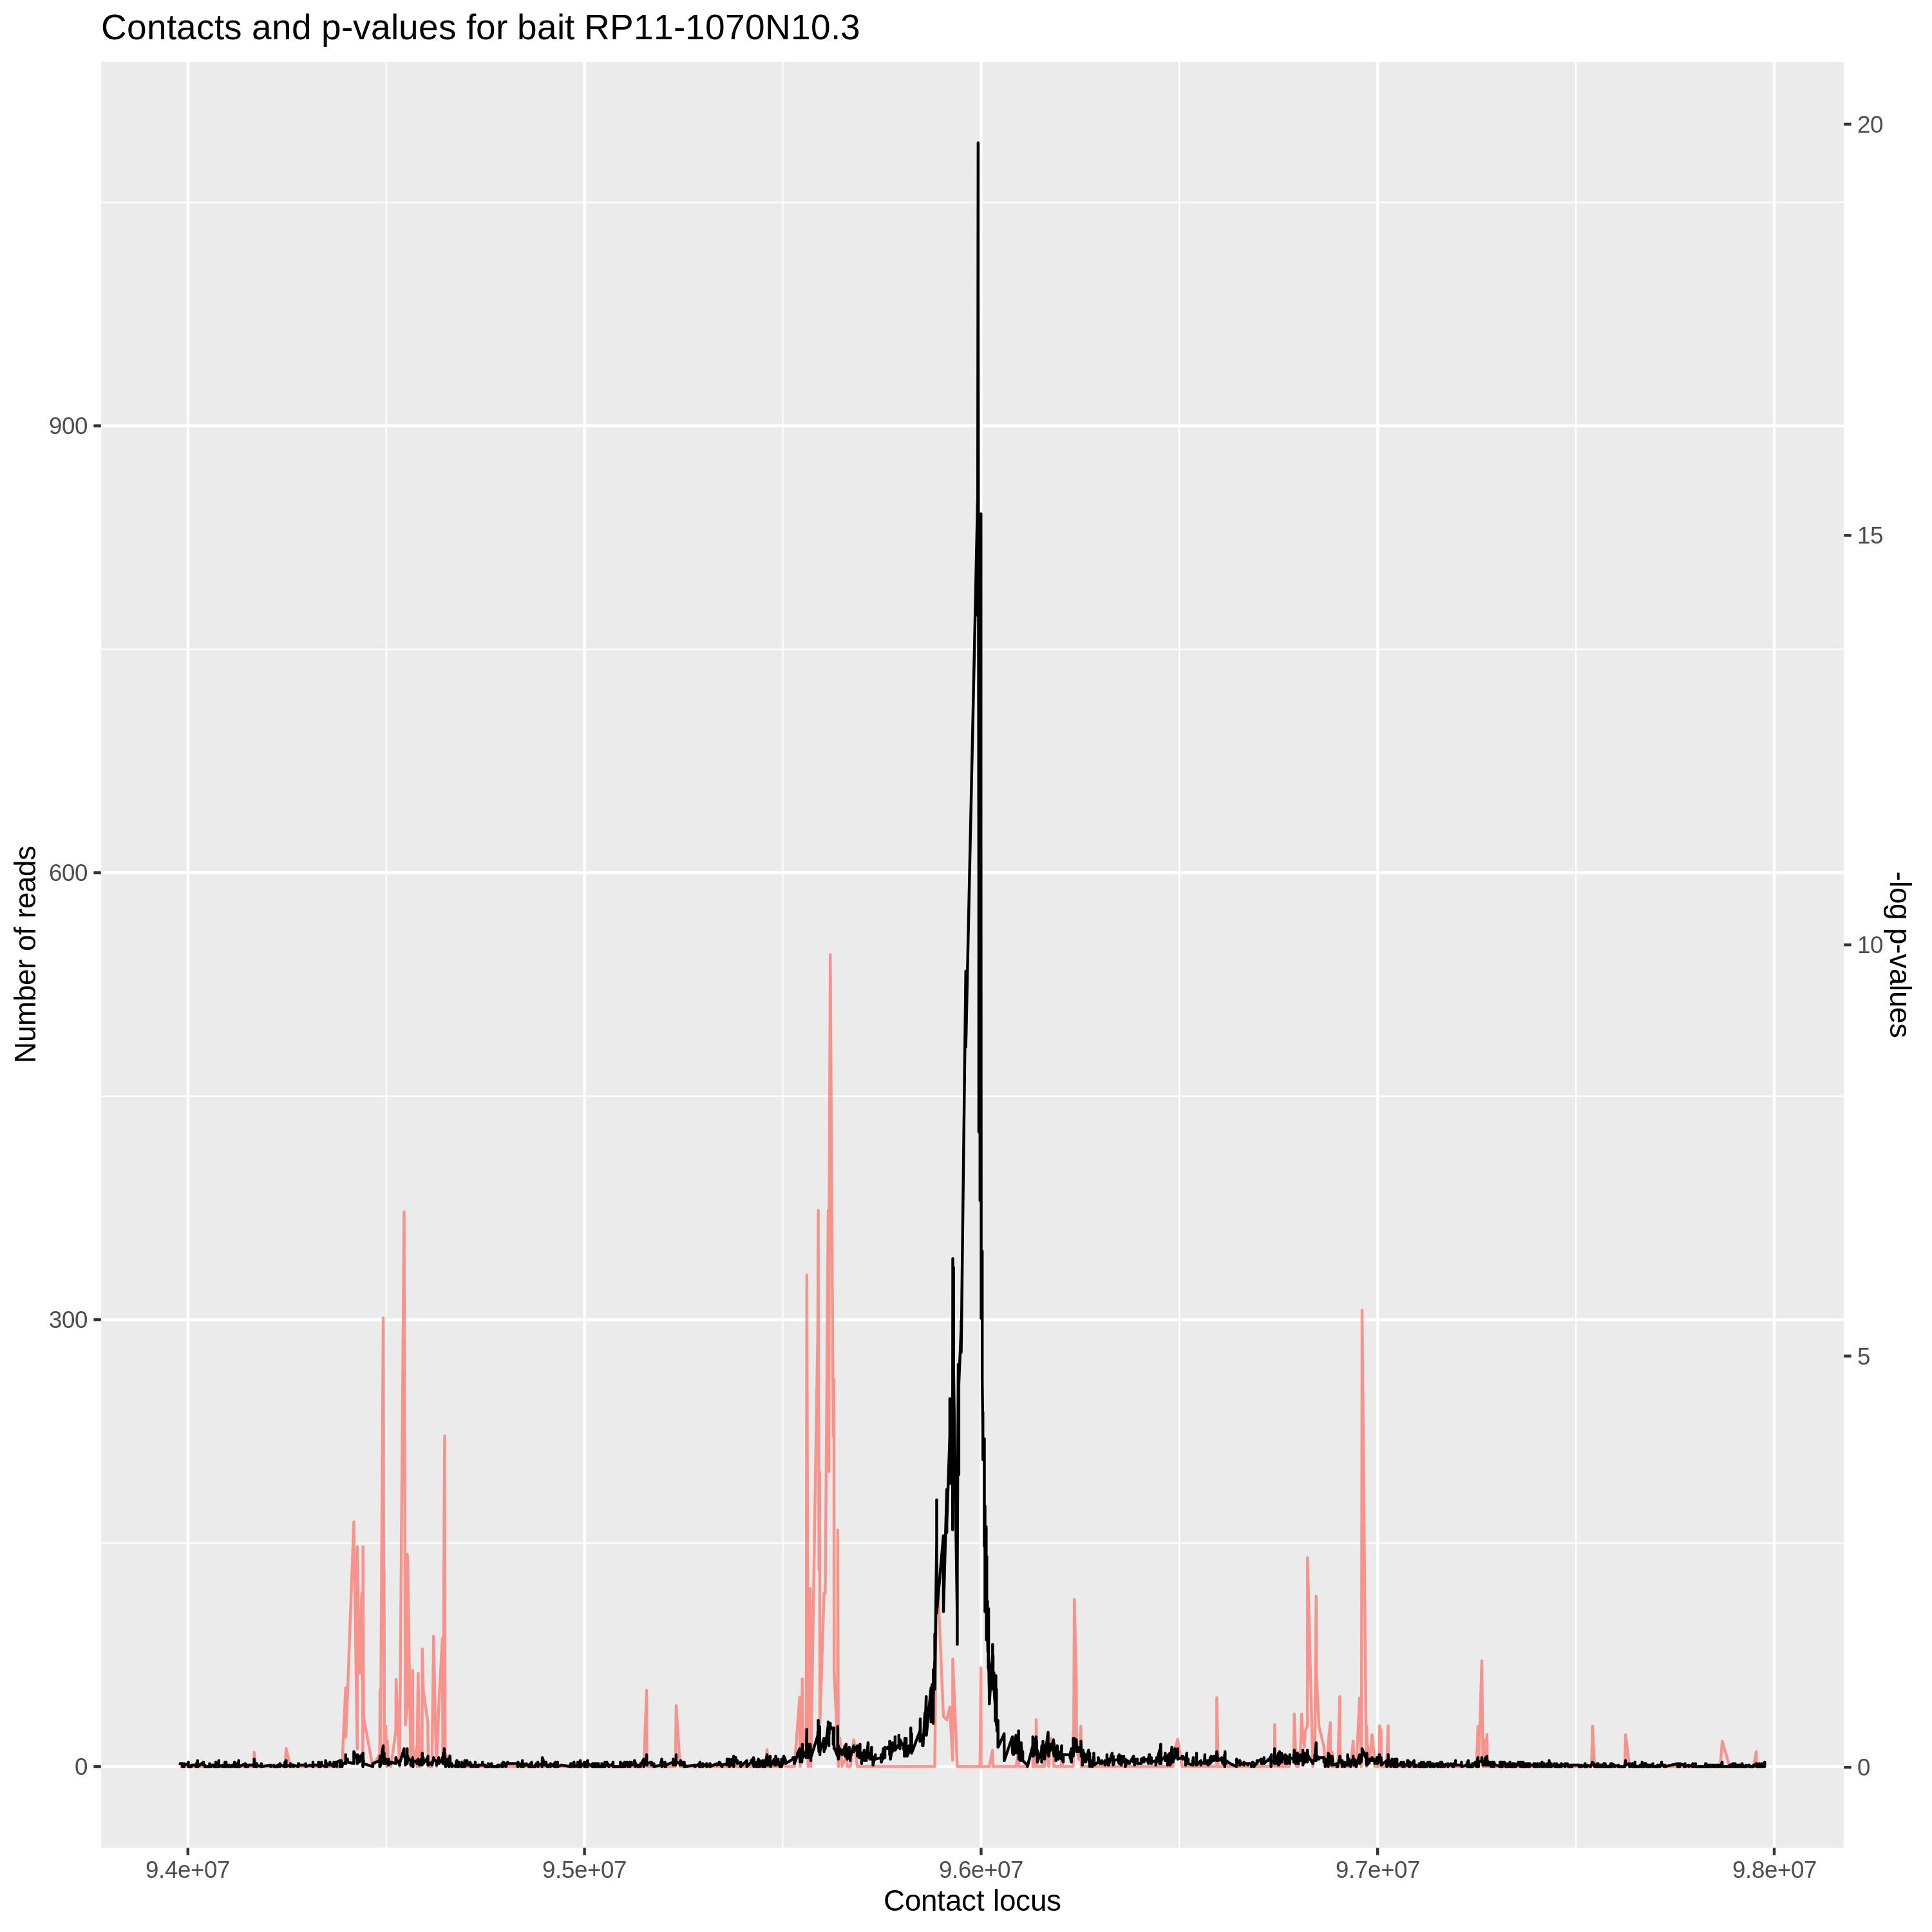 Contacts and p-values for bait RP11-1070N10.3
Number of reads
900
600
300
0
20
15
10
5
0
-log p-values
9.4e+07 9.5e+07 9.6e+07 9.7e+07 9.8e+07
Contact locus